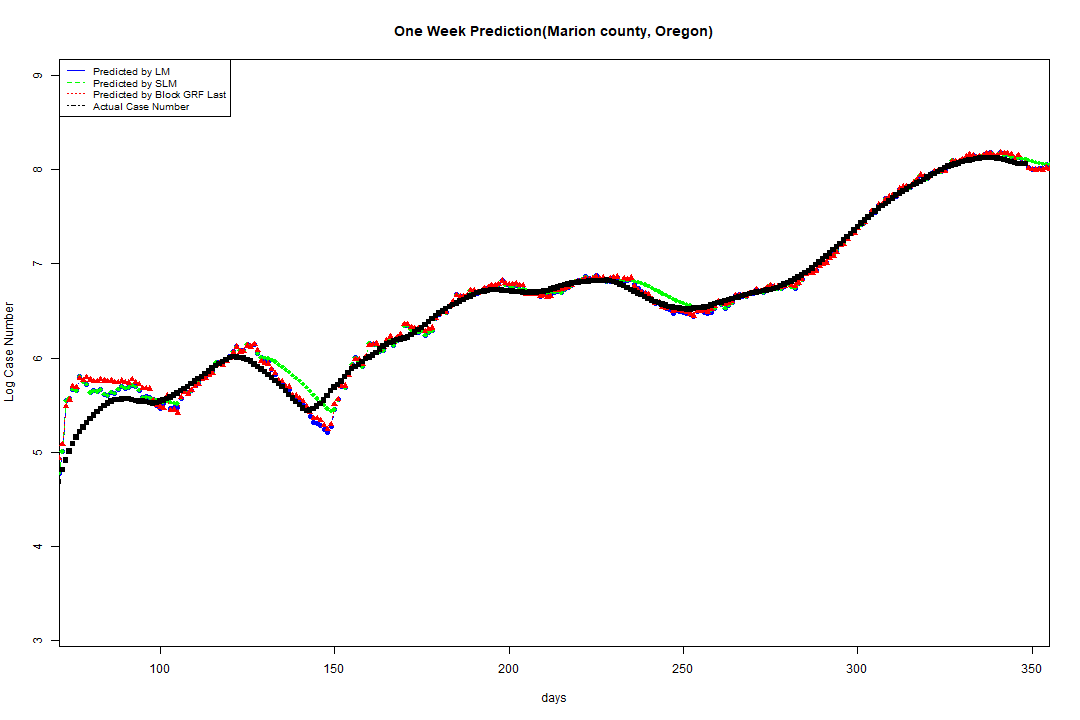 One Week Prediction(Marion county, Oregon)
Predicted by LM
Predicted by SLM
Predicted by Block GRF Last
Actual Case Number
9
8
7
6
5
4
3
Log Case Number
100 150 200 250 300 350
days